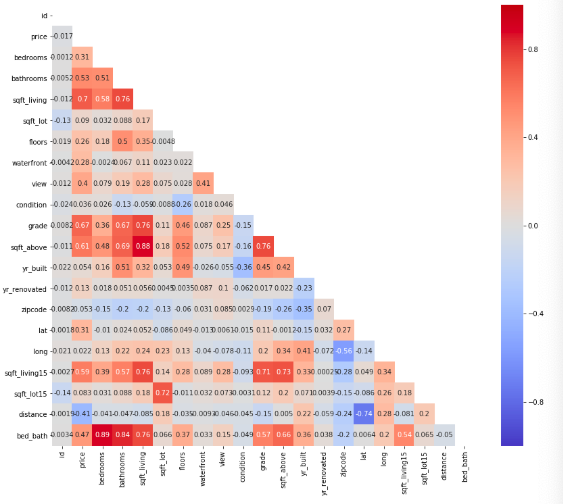 id
price -0.017
bedrooms 0.0012 0.31
bathrooms 0.0052 0.53 0.51
sqft_living -0.012 0.7 0.58 0.76
sqft_lot -0.13 0.09 0.032 0.088 0.17
floors 0.019 0.26 0.18 0.5 0.35 -0.0048
waterfront -0.0042 0.28 -0.0024 0.067 0.11 0.023 0.022
view 0.012 0.4 0.079 0.19 0.28 0.075 0.028 0.41
condition -0.024 0.036 0.026 -0.13 -0.059 -0.0088 -0.26 0.018 0.046
grade 0.0082 0.67 0.36 0.67 0.76 0.11 0.46 0.087 0.25 -0.15
sqft_above -0.011 0.61 0.48 0.69 0.88 0.18 0.52 0.075 0.17 -0.16 0.76
yr_built 0.022 0.054 0.16 0.51 0.32 0.053 0.49 -0.026 -0.055 -0.36 0.45 0.42
yr_renovated -0.012 0.13 0.018 0.051 0.056 0.0045 0.0035 0.087 0.1 -0.062 0.017 0.022 -0.23
zipcode -0.0082 -0.053 -0.15 -0.2 -0.2 -0.13 -0.06 0.031 0.085 0.0029 -0.19 -0.26 -0.35 0.07
lat -0.0018 0.31 -0.01 0.024 0.052 -0.086 0.049 -0.013 0.0061 -0.015 0.11 -0.0012 -0.15 0.032 0.27
long 0.021 0.022 0.13 0.22 0.24 0.23 0.13 -0.04 -0.078 -0.11 0.2 0.34 0.41 -0.072 -0.56 -0.14
sqft_living15 -0.0027 0.59 0.39 0.57 0.76 0.14 0.28 0.089 0.28 -0.093 0.71 0.73 0.33 0.28 0.049 0.34
sqft_lot15 -0.14 0.083 0.031 0.088 0.18 0.72 -0.011 0.032 0.073 0.12 0.2 0.071 -0.15 -0.086 0.26 0.18
distance -0.41 -0.085 0.18 -0.035 -0.046 -0.045 -0.15 0.005 0.22 -0.059 -0.24 -0.74 0.28 -0.081 0.2
bed_bath 0.0034 0.47 0.89 0.84 0.76 0.065 0.37 0.033 0.15 -0.049 0.57 0.66 0.36 0.038 -0.2 0.0064 0.2 0.54 0.065 -0.05
id price bedrooms bathrooms sqft_living sqft_lot floors waterfront view condition grade sqft_above yr_built yr_renovated zipcode lat long sqft_living15 sqft_lot15 distance bed_bath
0.8
0.4
0.0
−0.4
−0.8